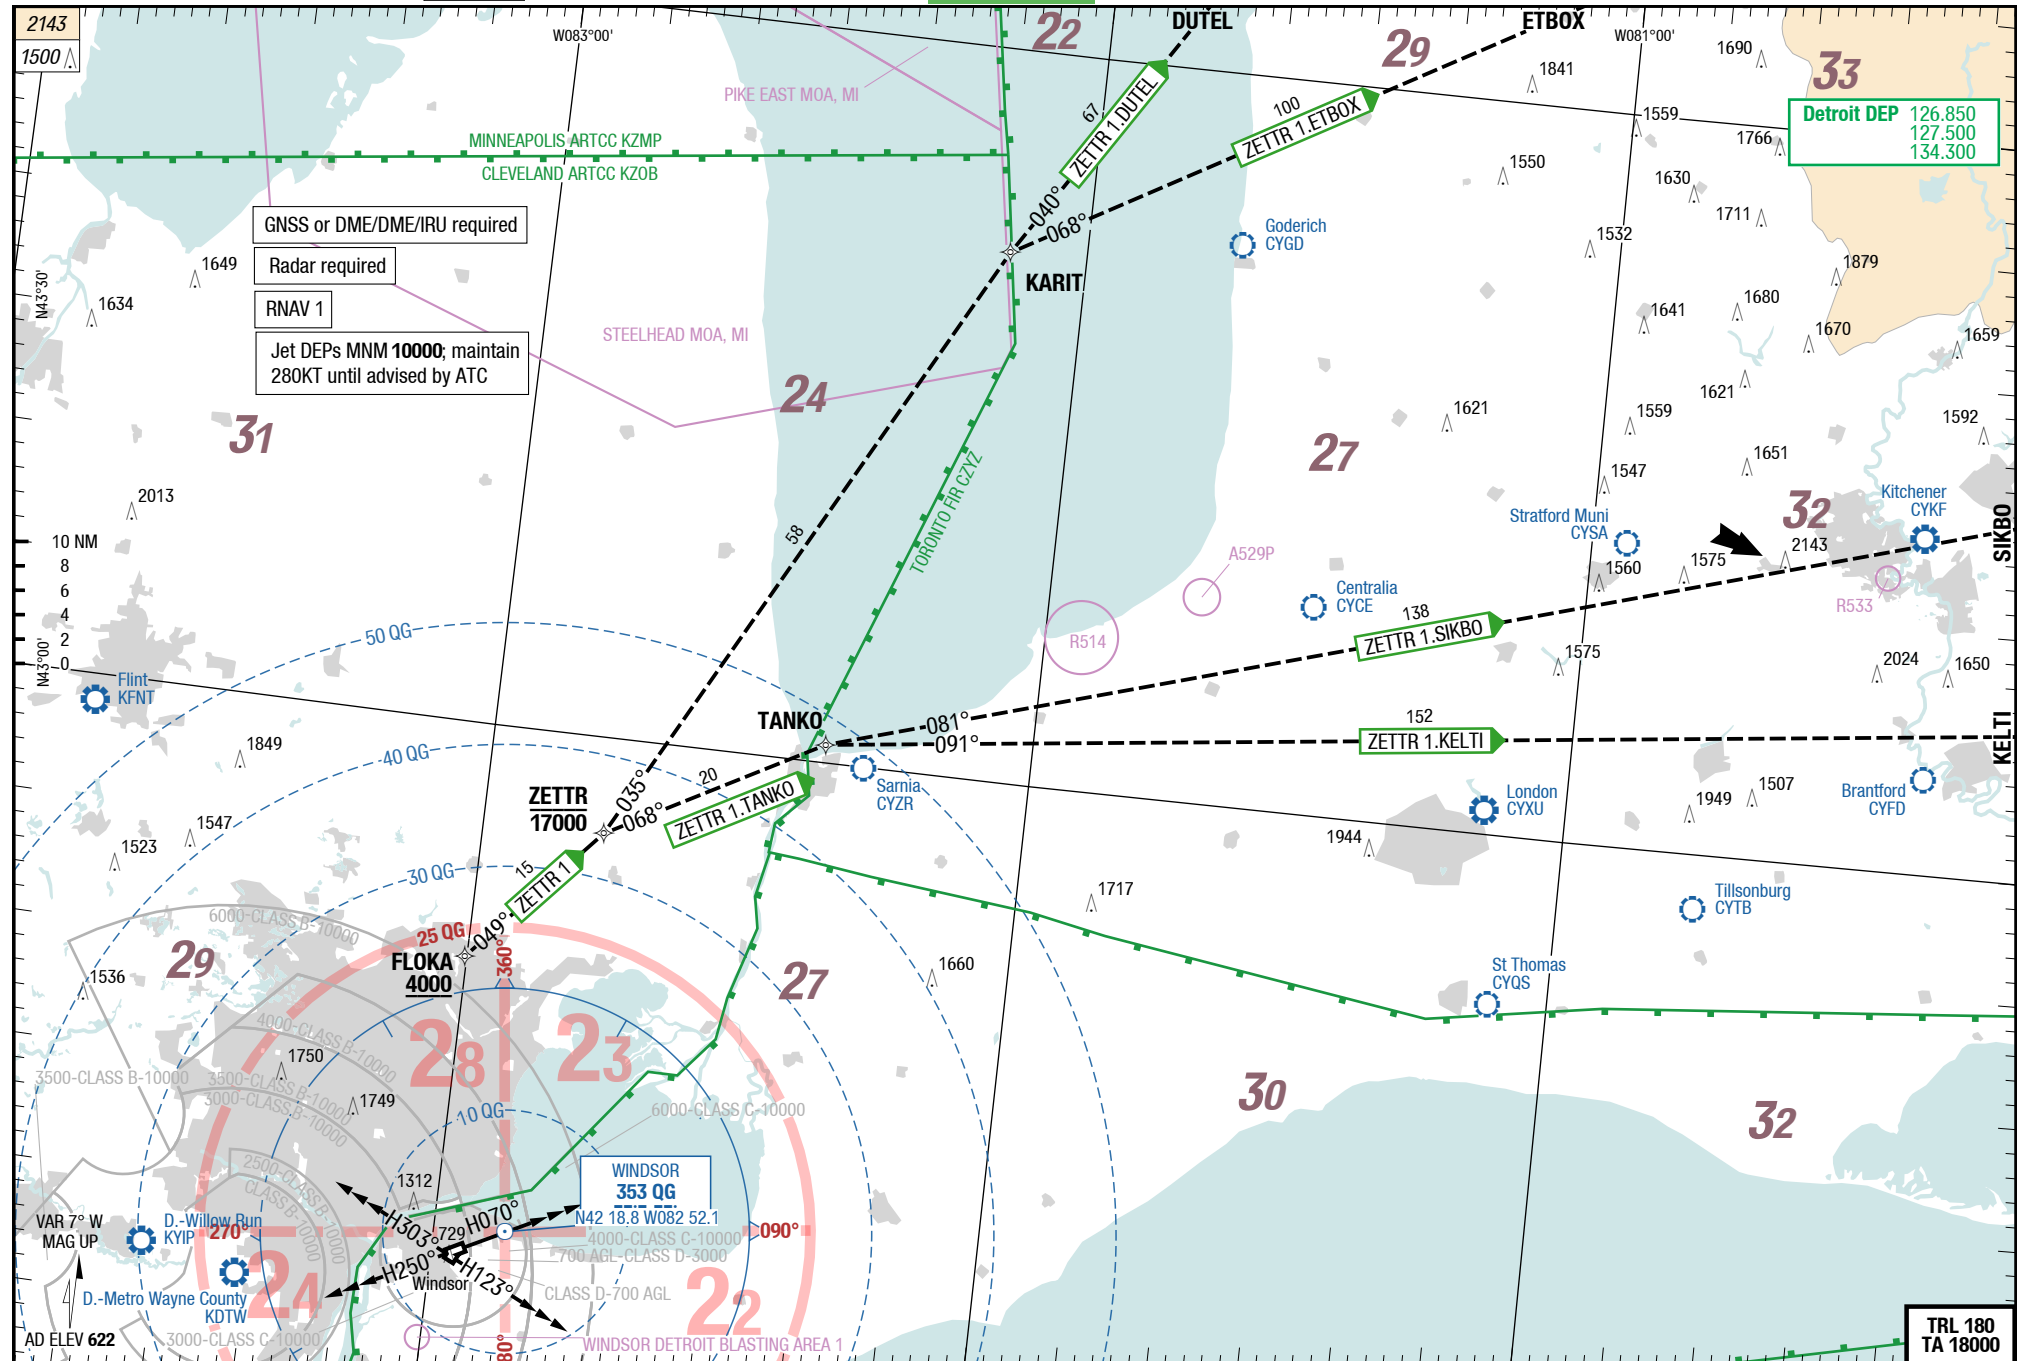 2143
1500
W083°00'
DUTEL
ETBOX
W081°00'
22
29
33
1690
1841
PIKE EAST MOA, MI
67
ZETTR 1.DUTEL
100
ZETTR 1.ETBOX
1559
1766
Detroit DEP 126.850
127.500
134.300
MINNEAPOLIS ARTCC KZMP
CLEVELAND ARTCC KZOB
1550
1630
1711
040°
068°
GNSS or DME/DME/IRU required
Radar required
RNAV 1
Jet DEPs MNM 10000; maintain
280KT until advised by ATC
Goderich
CYGD
1532
1649
1634
N43°30'
KARIT
1879
1641
1680
1670
1659
STEELHEAD MOA, MI
24
31
1621
1621
1559
1592
27
1651
1547
32
Kitchener
CYKF
SIKBO
2013
10 NM
8
6
4
2
0
N43°00'
58
TORONTO FIR CZYZ
Stratford Muni
CYSA
2143
A529P
1560
1575
R533
Centralia
CYCE
R514
138
ZETTR 1.SIKBO
50 QG
1575
2024
1650
Flint
KFNT
TANKO
081°
091°
152
ZETTR 1.KELTI
KELTI
1849
40 QG
035°
20
068°
ZETTR 1.TANKO
Sarnia
CYZR
ZETTR
17000
London
CYXU
1949
1507
Brantford
CYFD
1547
1523
1944
30 QG
15
ZETTR 1
049°
1717
Tillsonburg
CYTB
6000-CLASS B-10000
25 QG
360°
FLOKA
4000
29
1536
27
1660
St Thomas
CYQS
4000-CLASS B-10000
28
23
1750
3500-CLASS B-10000
3500-CLASS B-10000
3000-CLASS B-10000
1749
10 QG
6000-CLASS C-10000
30
32
2500-CLASS B-10000
CLASS B-10000
1312
WINDSOR
353 QG
N42 18.8 W082 52.1
VAR 7° W
MAG UP
D.-Willow Run
KYIP
270°
H303°
729
H070°
090°
4000-CLASS C-10000
700 AGL-CLASS D-3000
H250°
H123°
Windsor
CLASS D-700 AGL
24
22
D.-Metro Wayne County
KDTW
AD ELEV 622
3000-CLASS C-10000
80°
WINDSOR DETROIT BLASTING AREA 1
TRL 180
TA 18000